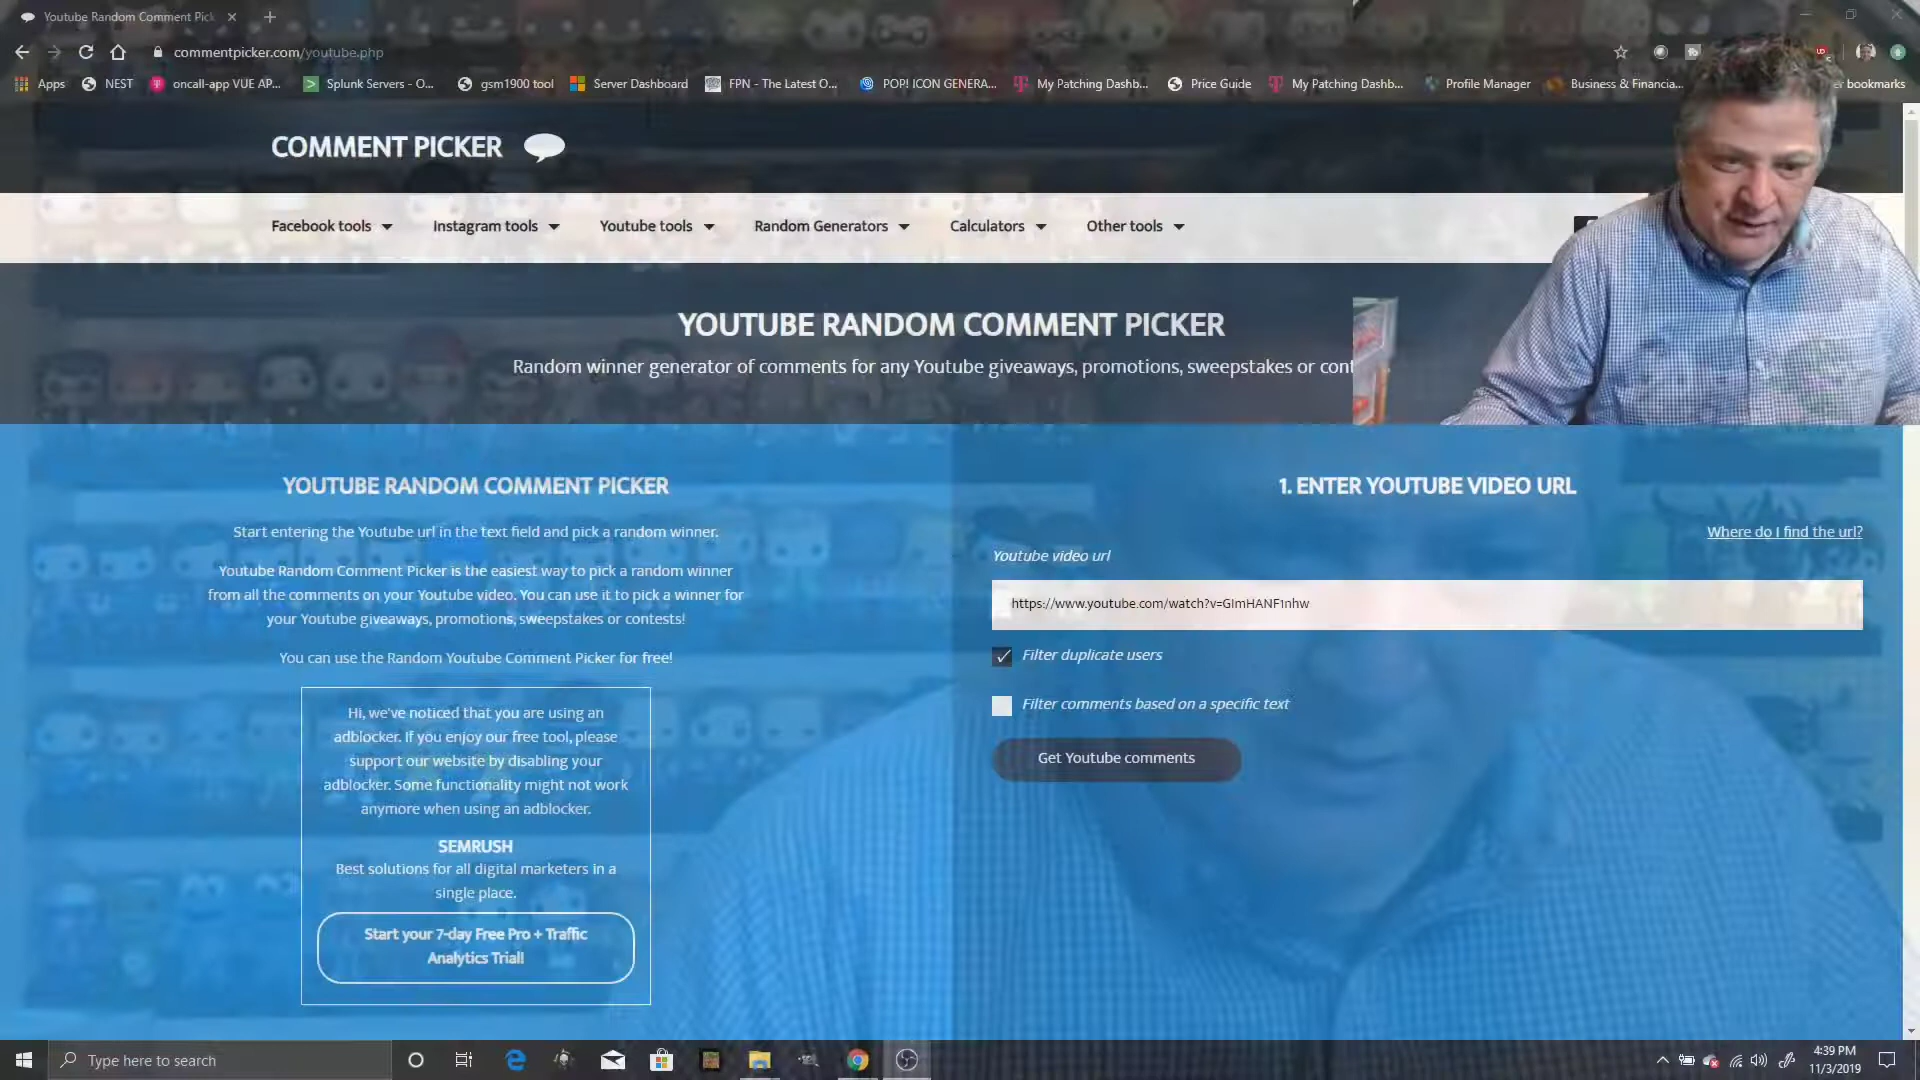 Youtube Random Comment Pick
commentpicker.com/youtube.php
Apps NEST oncall-app VUE AP... Splunk Servers - O... gsm1900 tool Server Dashboard FPN - The Latest O... POP! ICON GENERA... My Patching Dashb... Price Guide My Patching Dashb... Profile Manager Business & Financia... er bookmarks
COMMENT PICKER
Facebook tools Instagram tools Youtube tools Random Generators Calculators Other tools
YOUTUBE RANDOM COMMENT PICKER
Random winner generator of comments for any Youtube giveaways, promotions, sweepstakes or cont
YOUTUBE RANDOM COMMENT PICKER
Start entering the Youtube url in the text field and pick a random winner.
Youtube Random Comment Picker is the easiest way to pick a random winner
from all the comments on your Youtube video. You can use it to pick a winner for
your Youtube giveaways, promotions, sweepstakes or contests!
You can use the Random Youtube Comment Picker for free!
Hi, we've noticed that you are using an
adblocker. If you enjoy our free tool, please
support our website by disabling your
adblocker. Some functionality might not work
anymore when using an adblocker.
SEMRUSH
Best solutions for all digital marketers in a
single place.
Start your 7-day Free Pro + Traffic
Analytics Trial!
1. ENTER YOUTUBE VIDEO URL
Where do I find the url?
Youtube video url
https://www.youtube.com/watch?v=GImHANF1nhw
Filter duplicate users
Filter comments based on a specific text
Get Youtube comments
Type here to search
4:39 PM
11/3/2019